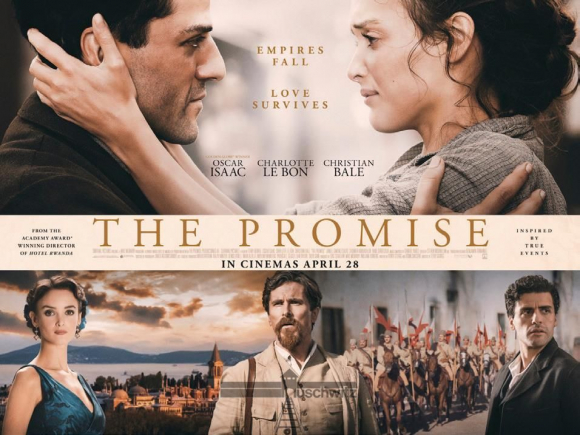 EMPIRES
FALL
LOVE
SURVIVES
OSCAR
ISAAC
CHARLOTTE
LE BON
CHRISTIAN
BALE
FROM THE
ACADEMY AWARD®
WINNING DIRECTOR
OF HOTEL RWANDA
THE PROMISE
INSPIRED
BY
TRUE
EVENTS
IN CINEMAS APRIL 28